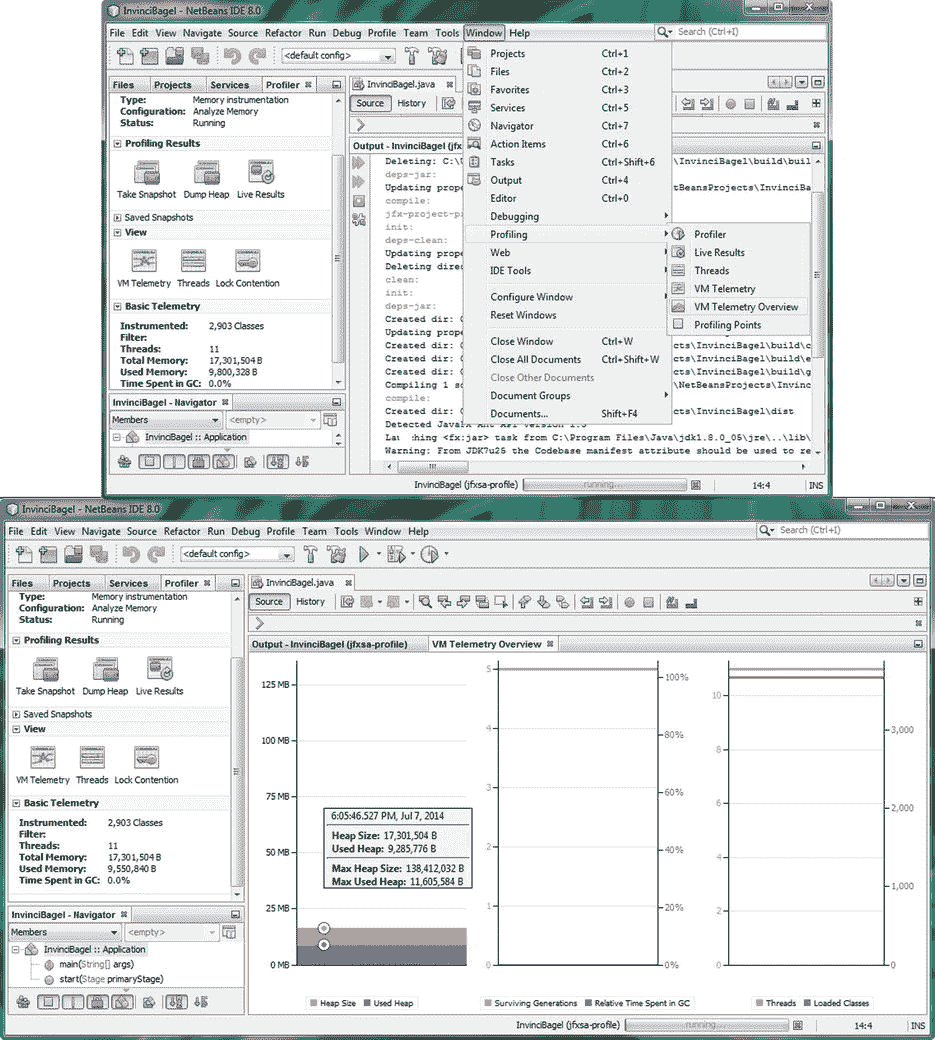 InvinciBagel - NetBeans IDE 8.0
File Edit View Navigate Source Refactor Run Debug Profile Team Tools Window Help
Search (Ctrl+I)
<default config>
Files Projects Services Profiler
Type: Memory instrumentation
Configuration: Analyze Memory
Status: Running
Profiling Results
Take Snapshot Dump Heap Live Results
Saved Snapshots
View
VM Telemetry Threads Lock Contention
Basic Telemetry
Instrumented: 2,903 Classes
Filter:
Threads: 11
Total Memory: 17,301,504 B
Used Memory: 9,800,328 B
Time Spent in GC: 0.0%
InvinciBagel - Navigator
Members <empty>
InvinciBagel :: Application
InvinciBagel.java
Source History
Output - InvinciBagel (jfx
Deleting: C:\
deps-jar:
Updating prope
compile:
jfx-project-p
init:
deps-clean:
Updating prope
Deleting direc
clean:
init:
deps-jar:
Created dir: C
Updating prope
Created dir: C
Created dir: C
Created dir: C
Compiling 1 so
compile:
Created dir: C
Detected JavaFX Ant API version 1.3
Launching <fx:jar> task from C:\Program Files\Java\jdk1.8.0_05\jre\..\lib\
Warning: From JDK7u25 the Codebase manifest attribute should be used to re
\InvinciBagel\build\buil
etBeansProjects\InvinciBa
cts\InvinciBagel\build\c
cts\InvinciBagel\build\e
cts\InvinciBagel\build\g
\NetBeansProjects\Invinci
cts\InvinciBagel\dist
Projects Ctrl+1
Files Ctrl+2
Favorites Ctrl+3
Services Ctrl+5
Navigator Ctrl+7
Action Items Ctrl+6
Tasks Ctrl+Shift+6
Output Ctrl+4
Editor Ctrl+0
Debugging
Profiling
Web
IDE Tools
Configure Window
Reset Windows
Close Window Ctrl+W
Close All Documents Ctrl+Shift+W
Close Other Documents
Document Groups
Documents... Shift+F4
Profiler
Live Results
Threads
VM Telemetry
VM Telemetry Overview
Profiling Points
InvinciBagel (jfxsa-profile) running... 14:4 INS
InvinciBagel - NetBeans IDE 8.0
File Edit View Navigate Source Refactor Run Debug Profile Team Tools Window Help
Search (Ctrl+I)
<default config>
Files Projects Services Profiler
Type: Memory instrumentation
Configuration: Analyze Memory
Status: Running
Profiling Results
Take Snapshot Dump Heap Live Results
Saved Snapshots
View
VM Telemetry Threads Lock Contention
Basic Telemetry
Instrumented: 2,903 Classes
Filter:
Threads: 11
Total Memory: 17,301,504 B
Used Memory: 9,550,840 B
Time Spent in GC: 0.0%
InvinciBagel - Navigator
Members <empty>
InvinciBagel :: Application
main(String[] args)
start(Stage primaryStage)
InvinciBagel.java
Source History
Output - InvinciBagel (jfxsa-profile) VM Telemetry Overview
125 MB
100 MB
75 MB
50 MB
25 MB
0 MB
6:05:46.527 PM, Jul 7, 2014
Heap Size: 17,301,504 B
Used Heap: 9,285,776 B
Max Heap Size: 138,412,032 B
Max Used Heap: 11,605,584 B
Heap Size Used Heap
5
4
3
2
1
0
100%
80%
60%
40%
20%
0%
Surviving Generations Relative Time Spent in GC
10
8
6
4
2
0
3,000
2,000
1,000
0
Threads Loaded Classes
InvinciBagel (jfxsa-profile) running... 14:4 INS